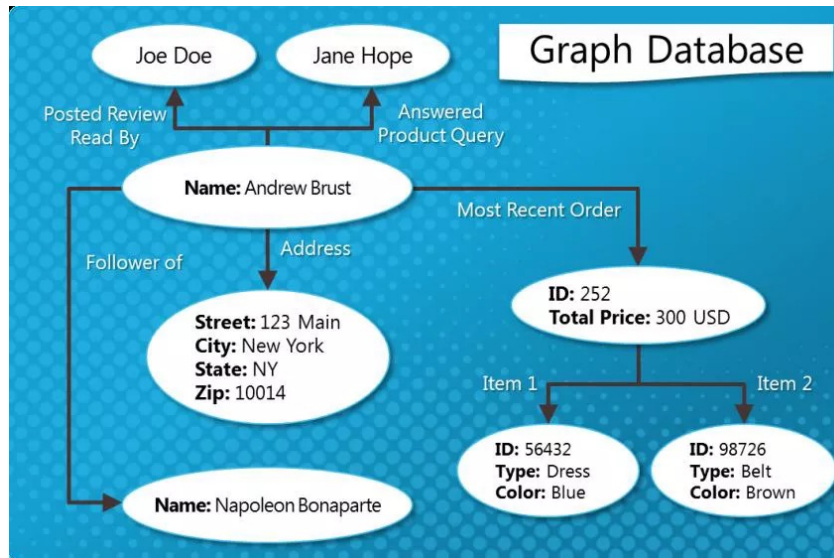 Joe Doe
Jane Hope
Graph Database
Posted Review
Read By
Answered
Product Query
Name: Andrew Brust
Most Recent Order
Follower of
Address
ID: 252
Total Price: 300 USD
Street: 123 Main
City: New York
State: NY
Zip: 10014
Item 1
Item 2
ID: 56432
Type: Dress
Color: Blue
ID: 98726
Type: Belt
Color: Brown
Name: Napoleon Bonaparte